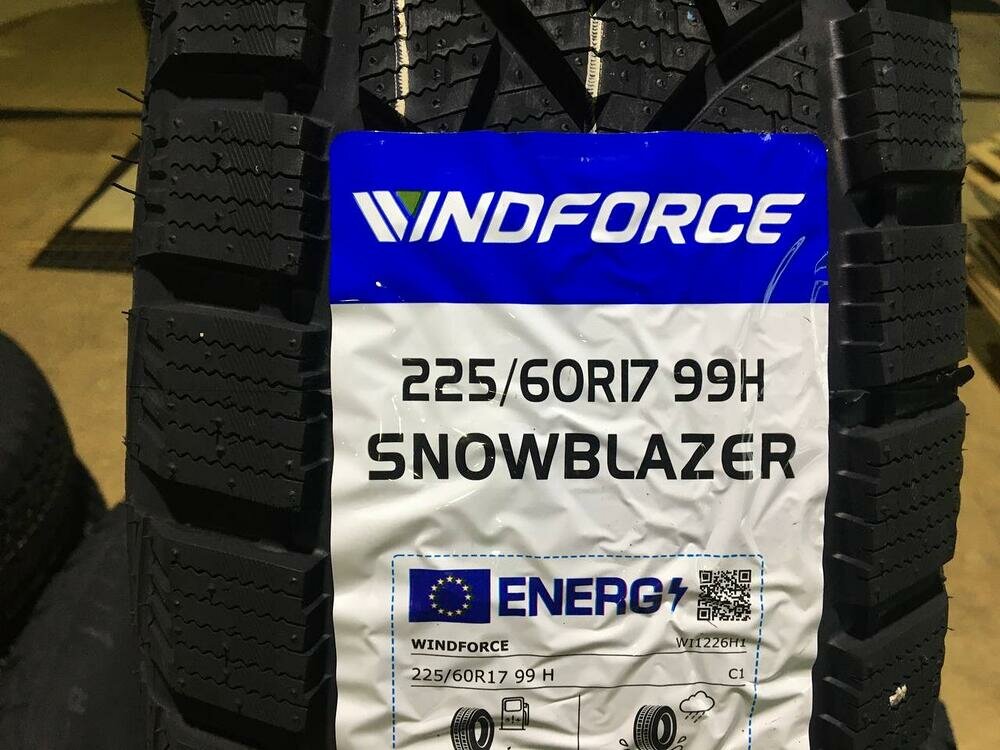 WINDFORCE
225/60R17 99H
SNOWBLAZER
ENERG
WINDFORCE WI1226H1
225/60R17 99 H C1